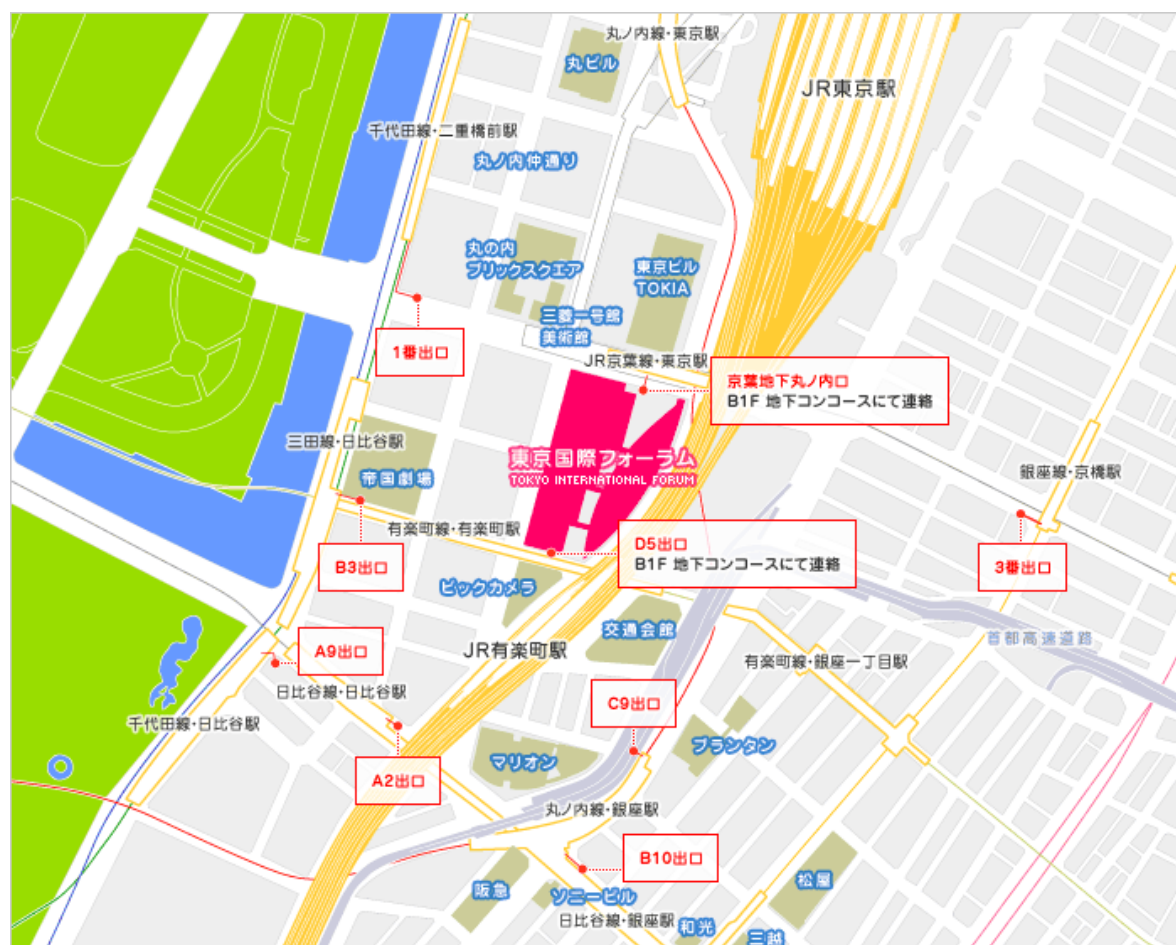 丸ノ内線・東京駅
丸ビル
JR東京駅
千代田線・二重橋前駅
丸ノ内仲通り
丸の内
ブリックスクエア
東京ビル
TOKIA
三菱一号館
美術館
1番出口
JR京葉線・東京駅
京葉地下丸ノ内口
B1F 地下コンコースにて連絡
三田線・日比谷駅
帝国劇場
東京国際フォーラム
TOKYO INTERNATIONAL FORUM
銀座線・京橋駅
有楽町線・有楽町駅
D5出口
B1F 地下コンコースにて連絡
B3出口
3番出口
ビックカメラ
交通会館
首都高速道路
A9出口
JR有楽町駅
有楽町線・銀座一丁目駅
日比谷線・日比谷駅
C9出口
千代田線・日比谷駅
プランタン
マリオン
A2出口
丸ノ内線・銀座駅
B10出口
阪急
ソニービル
松屋
日比谷線・銀座駅
和光
三越